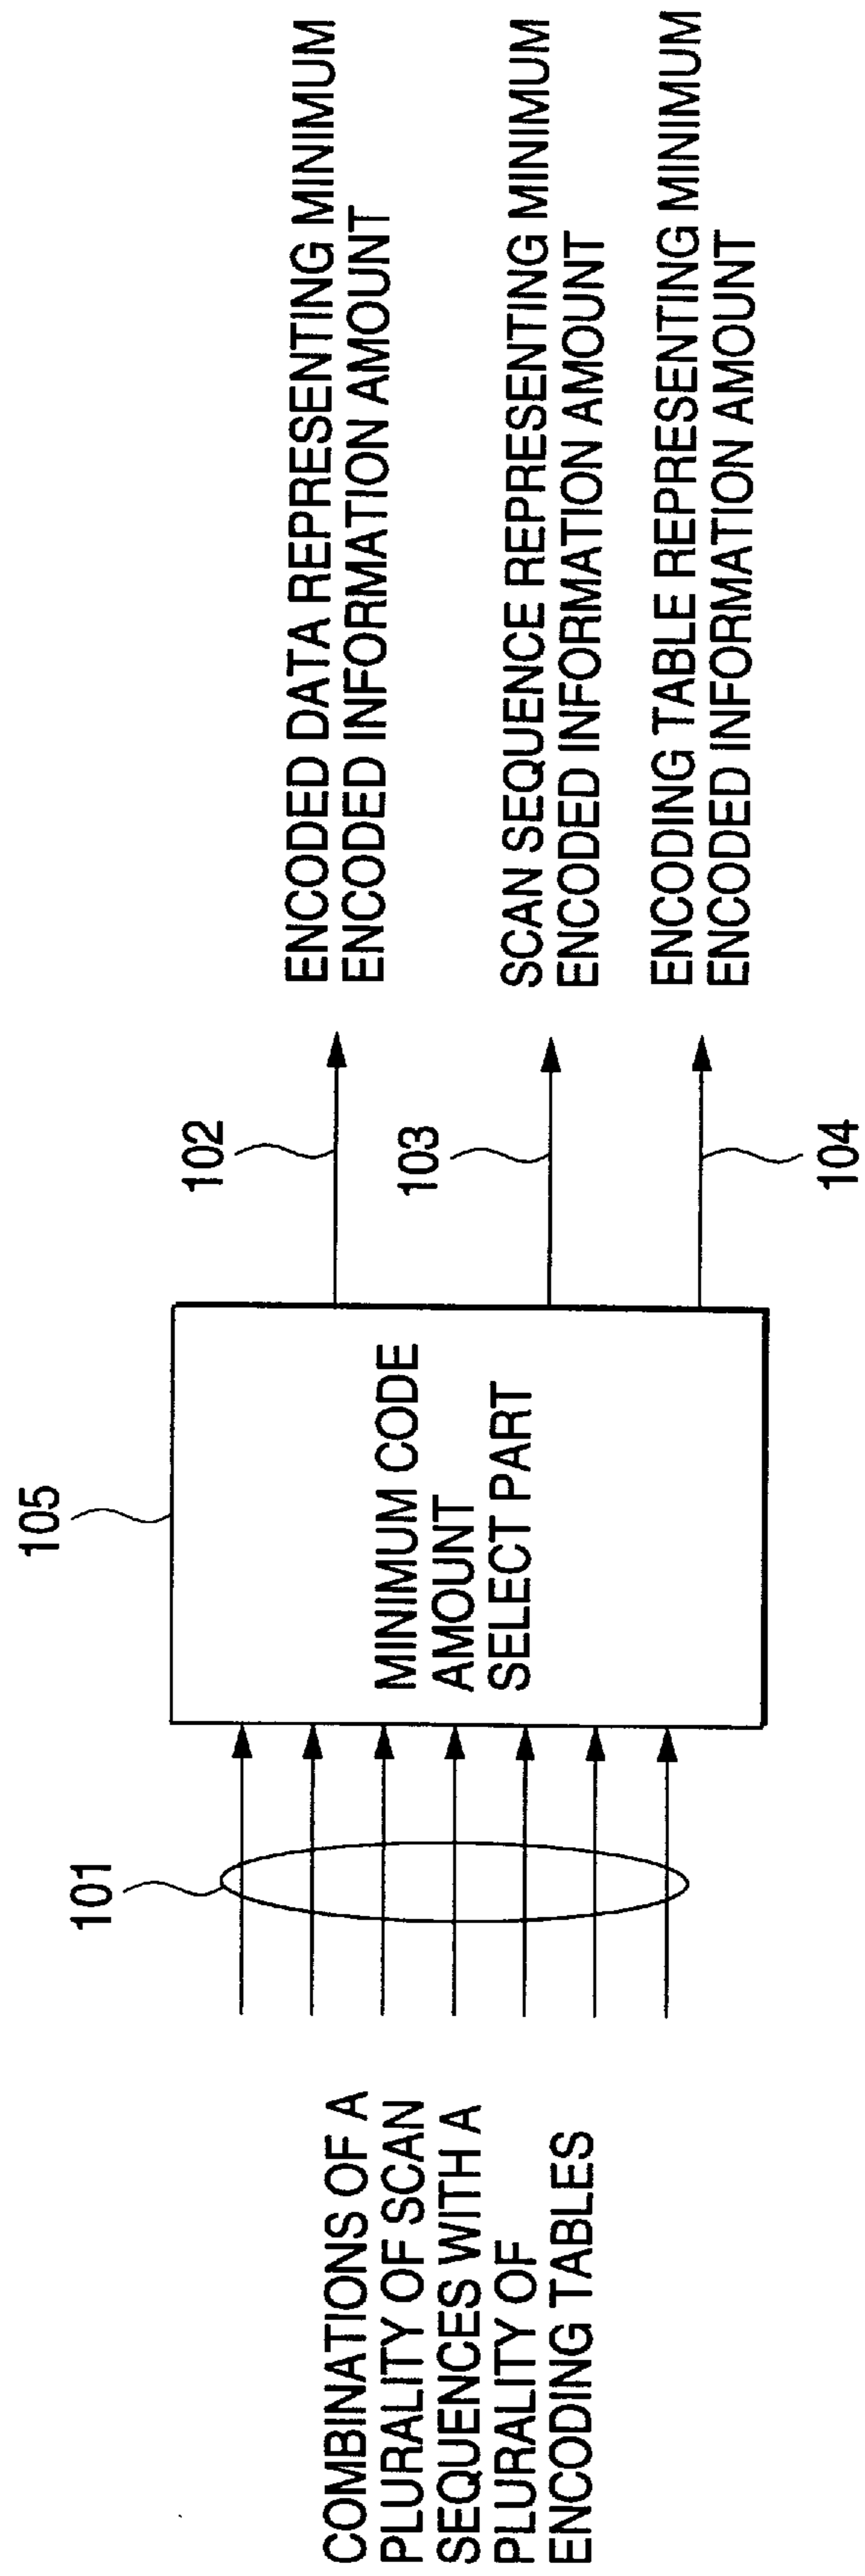 COMBINATIONS OF A
PLURALITY OF SCAN
SEQUENCES WITH A
PLURALITY OF
ENCODING TABLES
101
105
MINIMUM CODE
AMOUNT
SELECT PART
102
103
104
ENCODED DATA REPRESENTING MINIMUM
ENCODED INFORMATION AMOUNT
SCAN SEQUENCE REPRESENTING MINIMUM
ENCODED INFORMATION AMOUNT
ENCODING TABLE REPRESENTING MINIMUM
ENCODED INFORMATION AMOUNT